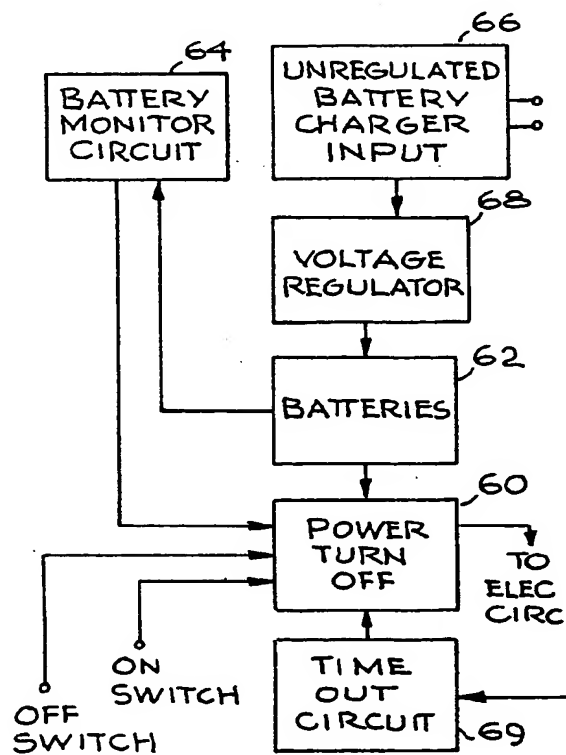 66
UNREGULATED
BATTERY
CHARGER
INPUT
64
BATTERY
MONITOR
CIRCUIT
68
VOLTAGE
REGULATOR
62
BATTERIES
60
POWER
TURN
OFF
TO
ELEC
CIRC
ON
SWITCH
OFF
SWITCH
TIME
OUT
CIRCUIT
69